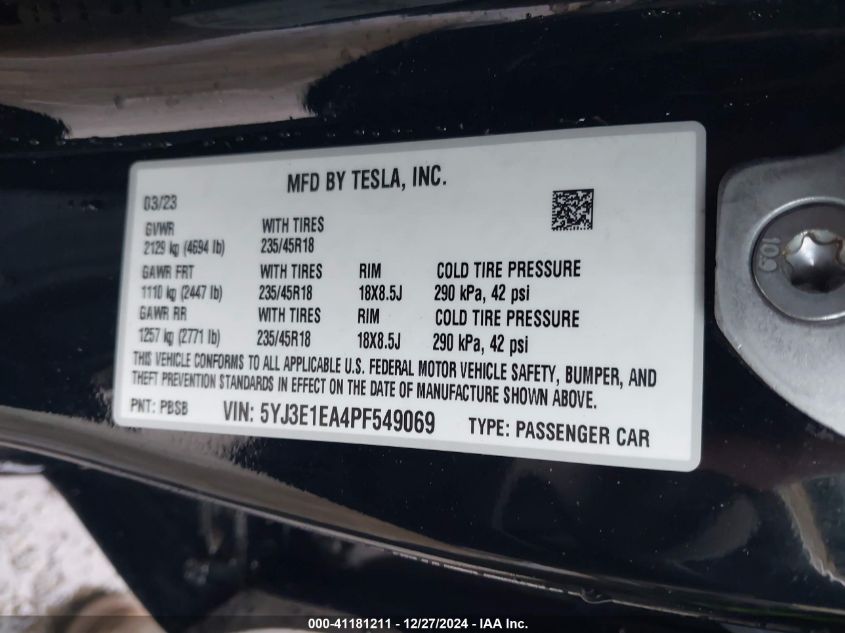 MFD BY TESLA, INC.
03/23
GVWR WITH TIRES
2129 kg (4694 lb) 235/45R18
GAWR FRT WITH TIRES RIM COLD TIRE PRESSURE
1110 kg (2447 lb) 235/45R18 18X8.5J 290 kPa, 42 psi
GAWR RR WITH TIRES RIM COLD TIRE PRESSURE
1257 kg (2771 lb) 235/45R18 18X8.5J 290 kPa, 42 psi
THIS VEHICLE CONFORMS TO ALL APPLICABLE U.S. FEDERAL MOTOR VEHICLE SAFETY, BUMPER, AND
THEFT PREVENTION STANDARDS IN EFFECT ON THE DATE OF MANUFACTURE SHOWN ABOVE.
PNT: PBSB VIN: 5YJ3E1EA4PF549069 TYPE: PASSENGER CAR
10.9
000-41181211 - 12/27/2024 - IAA Inc.